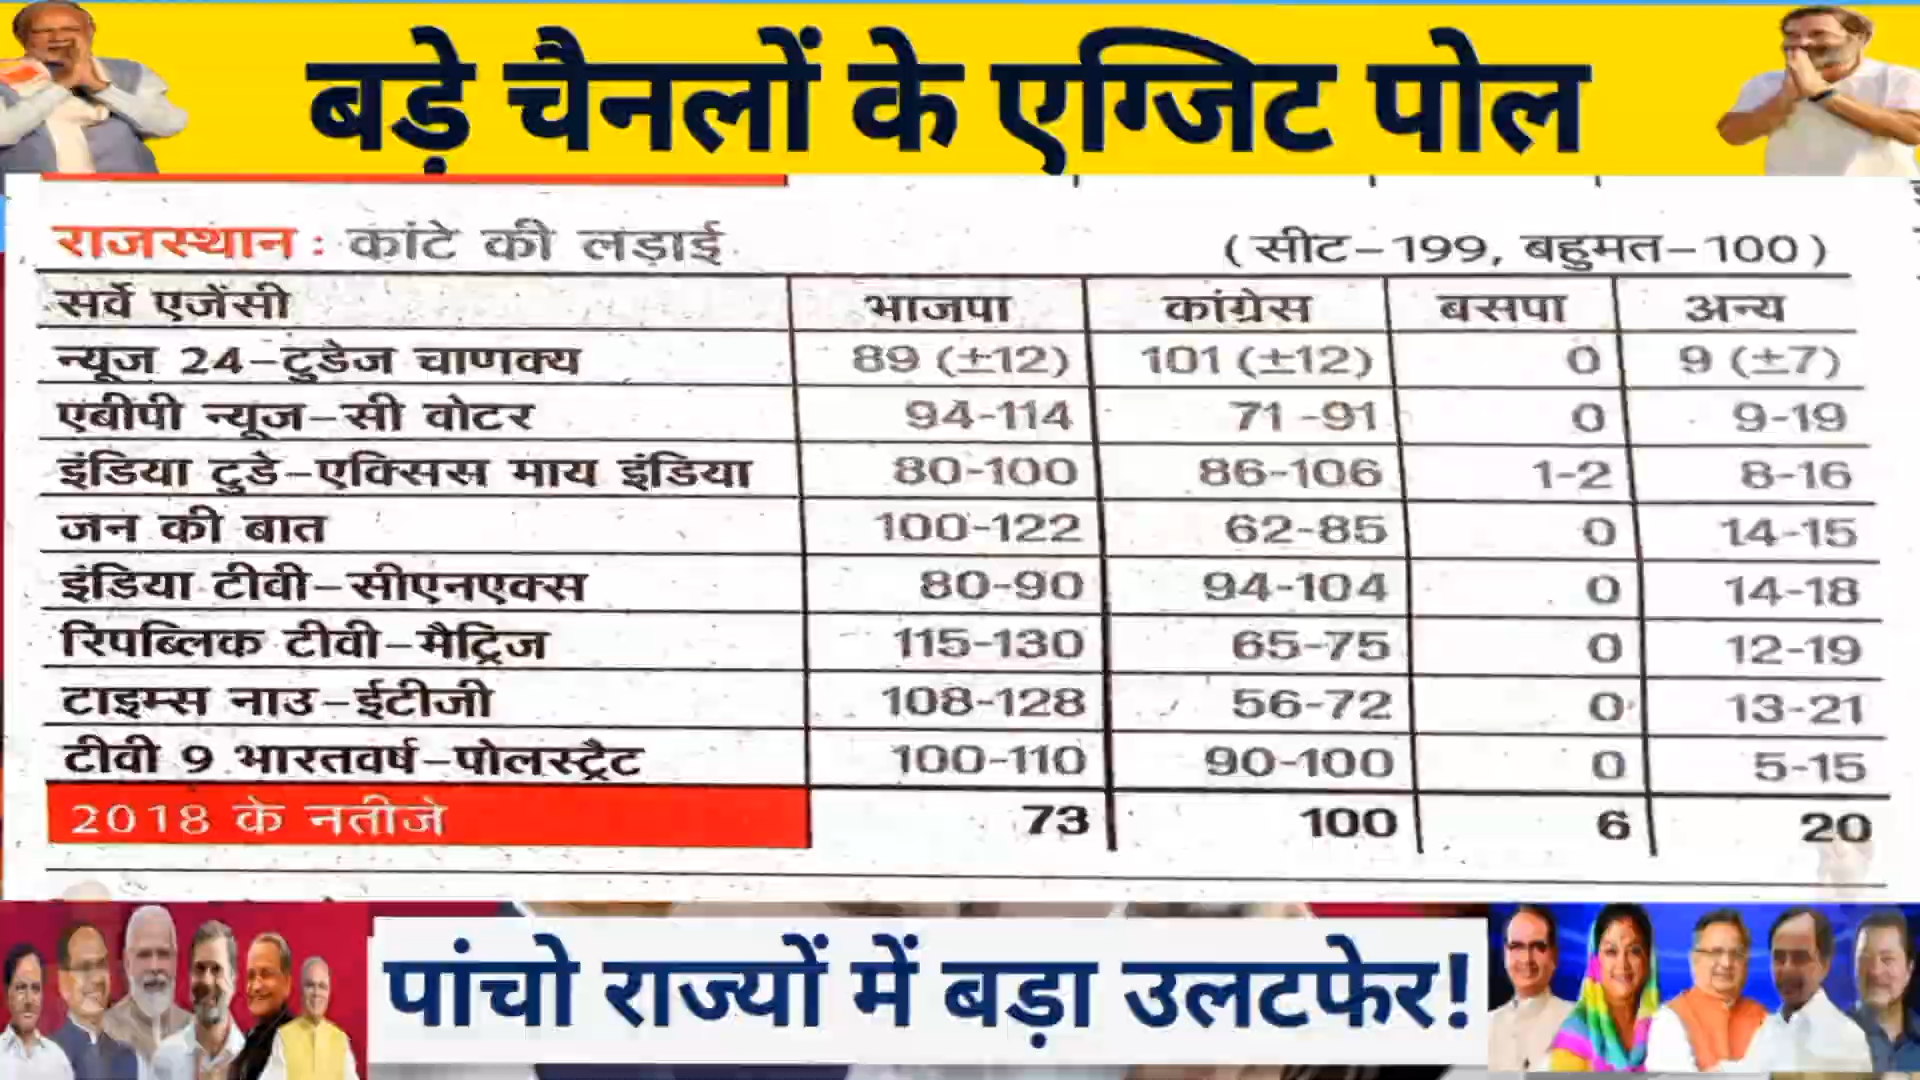 बड़े चैनलों के एग्जिट पोल
राजस्थान : कांटे की लड़ाई (सीट-199, बहुमत-100)
सर्वे एजेंसी भाजपा कांग्रेस बसपा अन्य
न्यूज 24-टुडेज चाणक्य 89 (±12) 101 (±12) 0 9 (±7)
एबीपी न्यूज-सी वोटर 94-114 71-91 0 9-19
इंडिया टुडे-एक्सिस माय इंडिया 80-100 86-106 1-2 8-16
जन की बात 100-122 62-85 0 14-15
इंडिया टीवी-सीएनएक्स 80-90 94-104 0 14-18
रिपब्लिक टीवी-मैट्रिज 115-130 65-75 0 12-19
टाइम्स नाउ-ईटीजी 108-128 56-72 0 13-21
टीवी 9 भारतवर्ष-पोलस्ट्रैट 100-110 90-100 0 5-15
2018 के नतीजे 73 100 6 20
पांचो राज्यों में बड़ा उलटफेर!